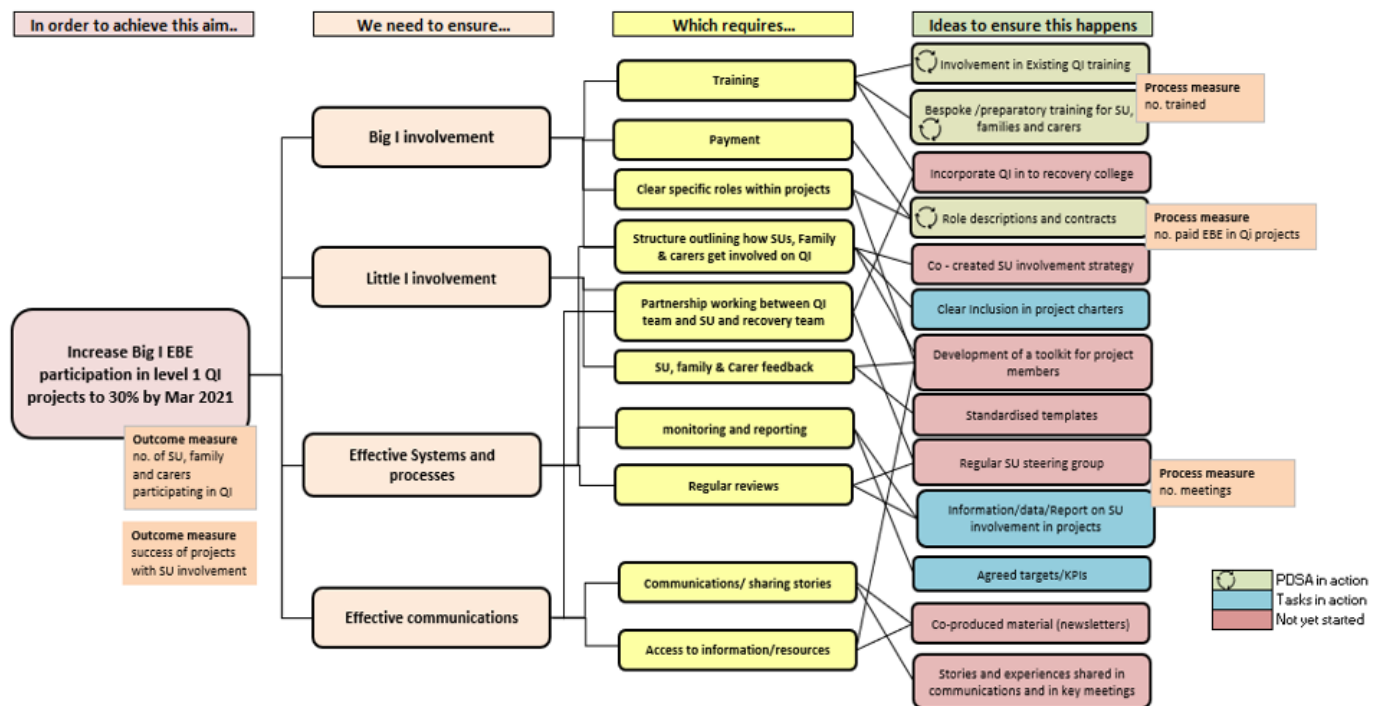 In order to achieve this aim..
We need to ensure...
Which requires...
Ideas to ensure this happens
Increase Big I EBE
participation in level 1 QI
projects to 30% by Mar 2021
Outcome measure
no. of SU, family
and carers
participating in QI
Outcome measure
success of projects
with SU involvement
Big I involvement
Little I involvement
Effective Systems and
processes
Effective communications
Training
Payment
Clear specific roles within projects
Structure outlining how SUs, Family
& carers get involved on QI
Partnership working between QI
team and SU and recovery team
SU, family & Carer feedback
monitoring and reporting
Regular reviews
Communications/ sharing stories
Access to information/resources
Involvement in Existing QI training
Bespoke /preparatory training for SU,
families and carers
Incorporate QI in to recovery college
Role descriptions and contracts
Co - created SU involvement strategy
Clear Inclusion in project charters
Development of a toolkit for project
members
Standardised templates
Regular SU steering group
Information/data/Report on SU
involvement in projects
Agreed targets/KPIs
Co-produced material (newsletters)
Stories and experiences shared in
communications and in key meetings
Process measure
no. trained
Process measure
no. paid EBE in Qi projects
Process measure
no. meetings
PDSA in action
Tasks in action
Not yet started